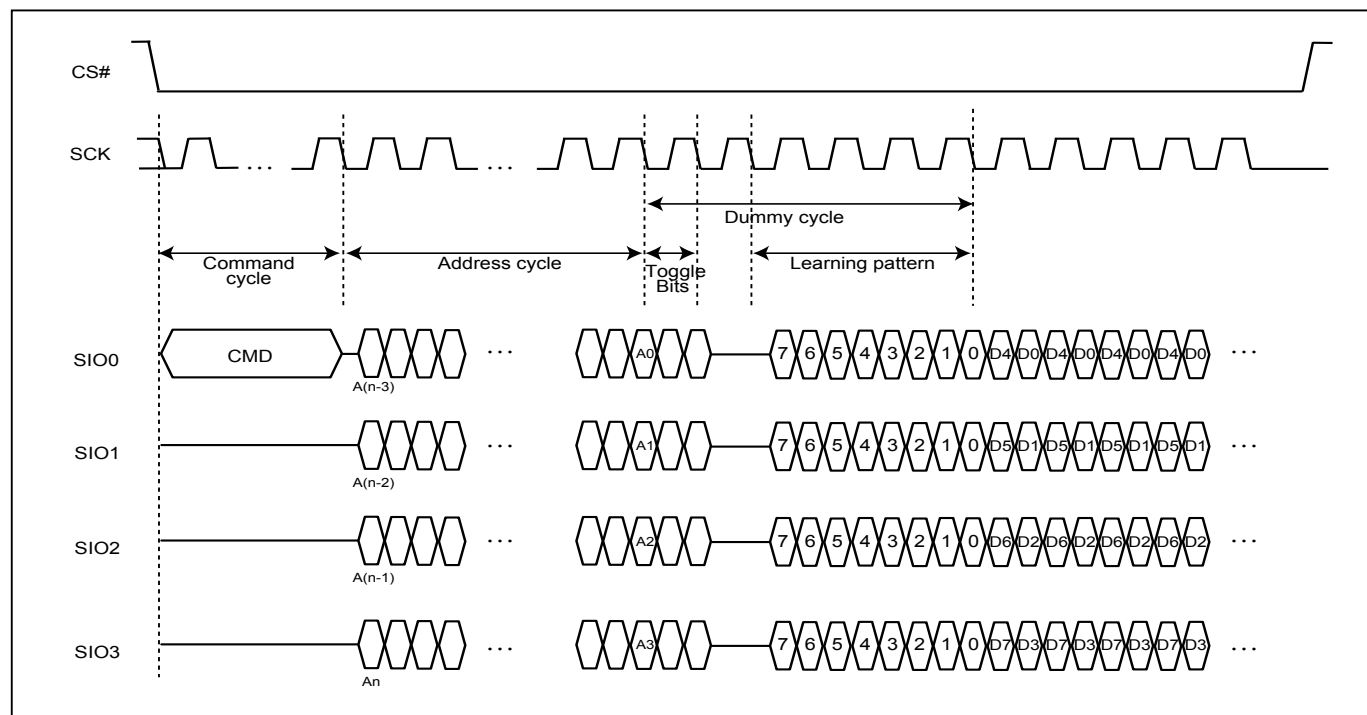 CS#
SCK
...
...
Dummy cycle
Command
cycle
Address cycle
Toggle
Bits
Learning pattern
SIO0
CMD
...
A0
7 6 5 4 3 2 1 0 D4 D0 D4 D0 D4 D0 D4 D0
...
A(n-3)
SIO1
...
A1
7 6 5 4 3 2 1 0 D5 D1 D5 D1 D5 D1 D5 D1
...
A(n-2)
SIO2
...
A2
7 6 5 4 3 2 1 0 D6 D2 D6 D2 D6 D2 D6 D2
...
A(n-1)
SIO3
...
A3
7 6 5 4 3 2 1 0 D7 D3 D7 D3 D7 D3 D7 D3
...
An